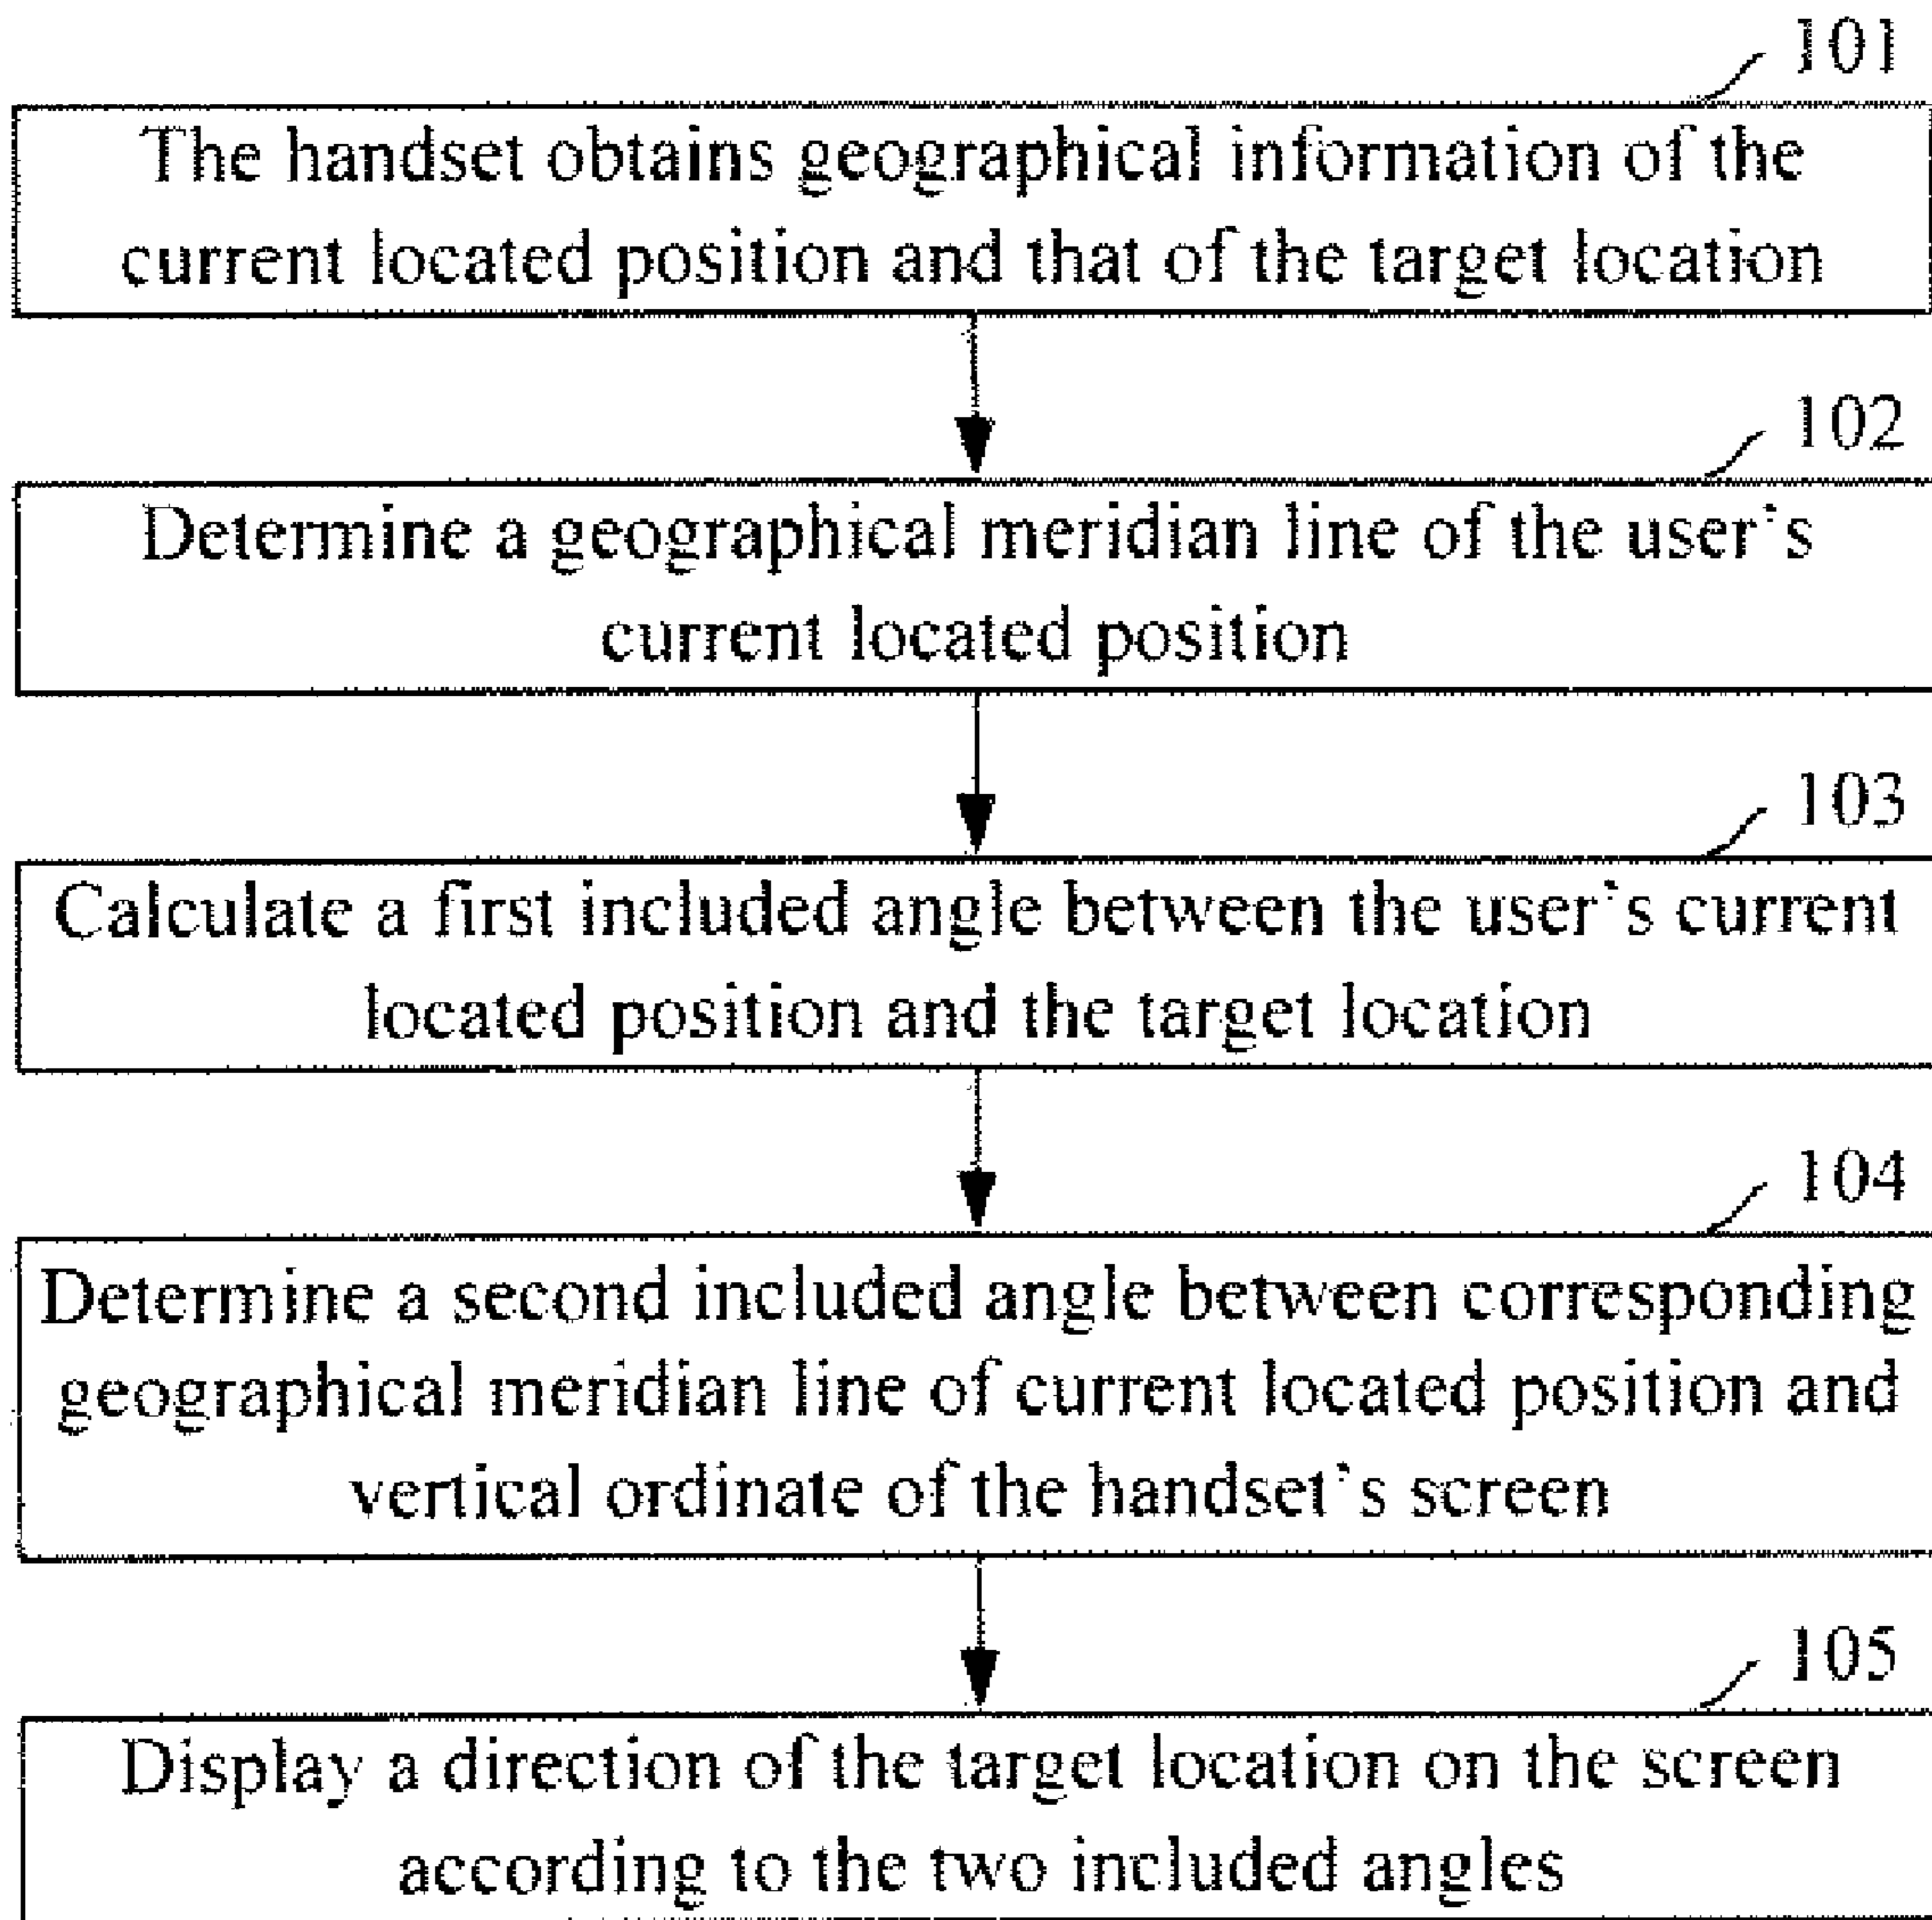 101
The handset obtains geographical information of the
current located position and that of the target location
102
Determine a geographical meridian line of the user's
current located position
103
Calculate a first included angle between the user's current
located position and the target location
104
Determine a second included angle between corresponding
geographical meridian line of current located position and
vertical ordinate of the handset's screen
105
Display a direction of the target location on the screen
according to the two included angles